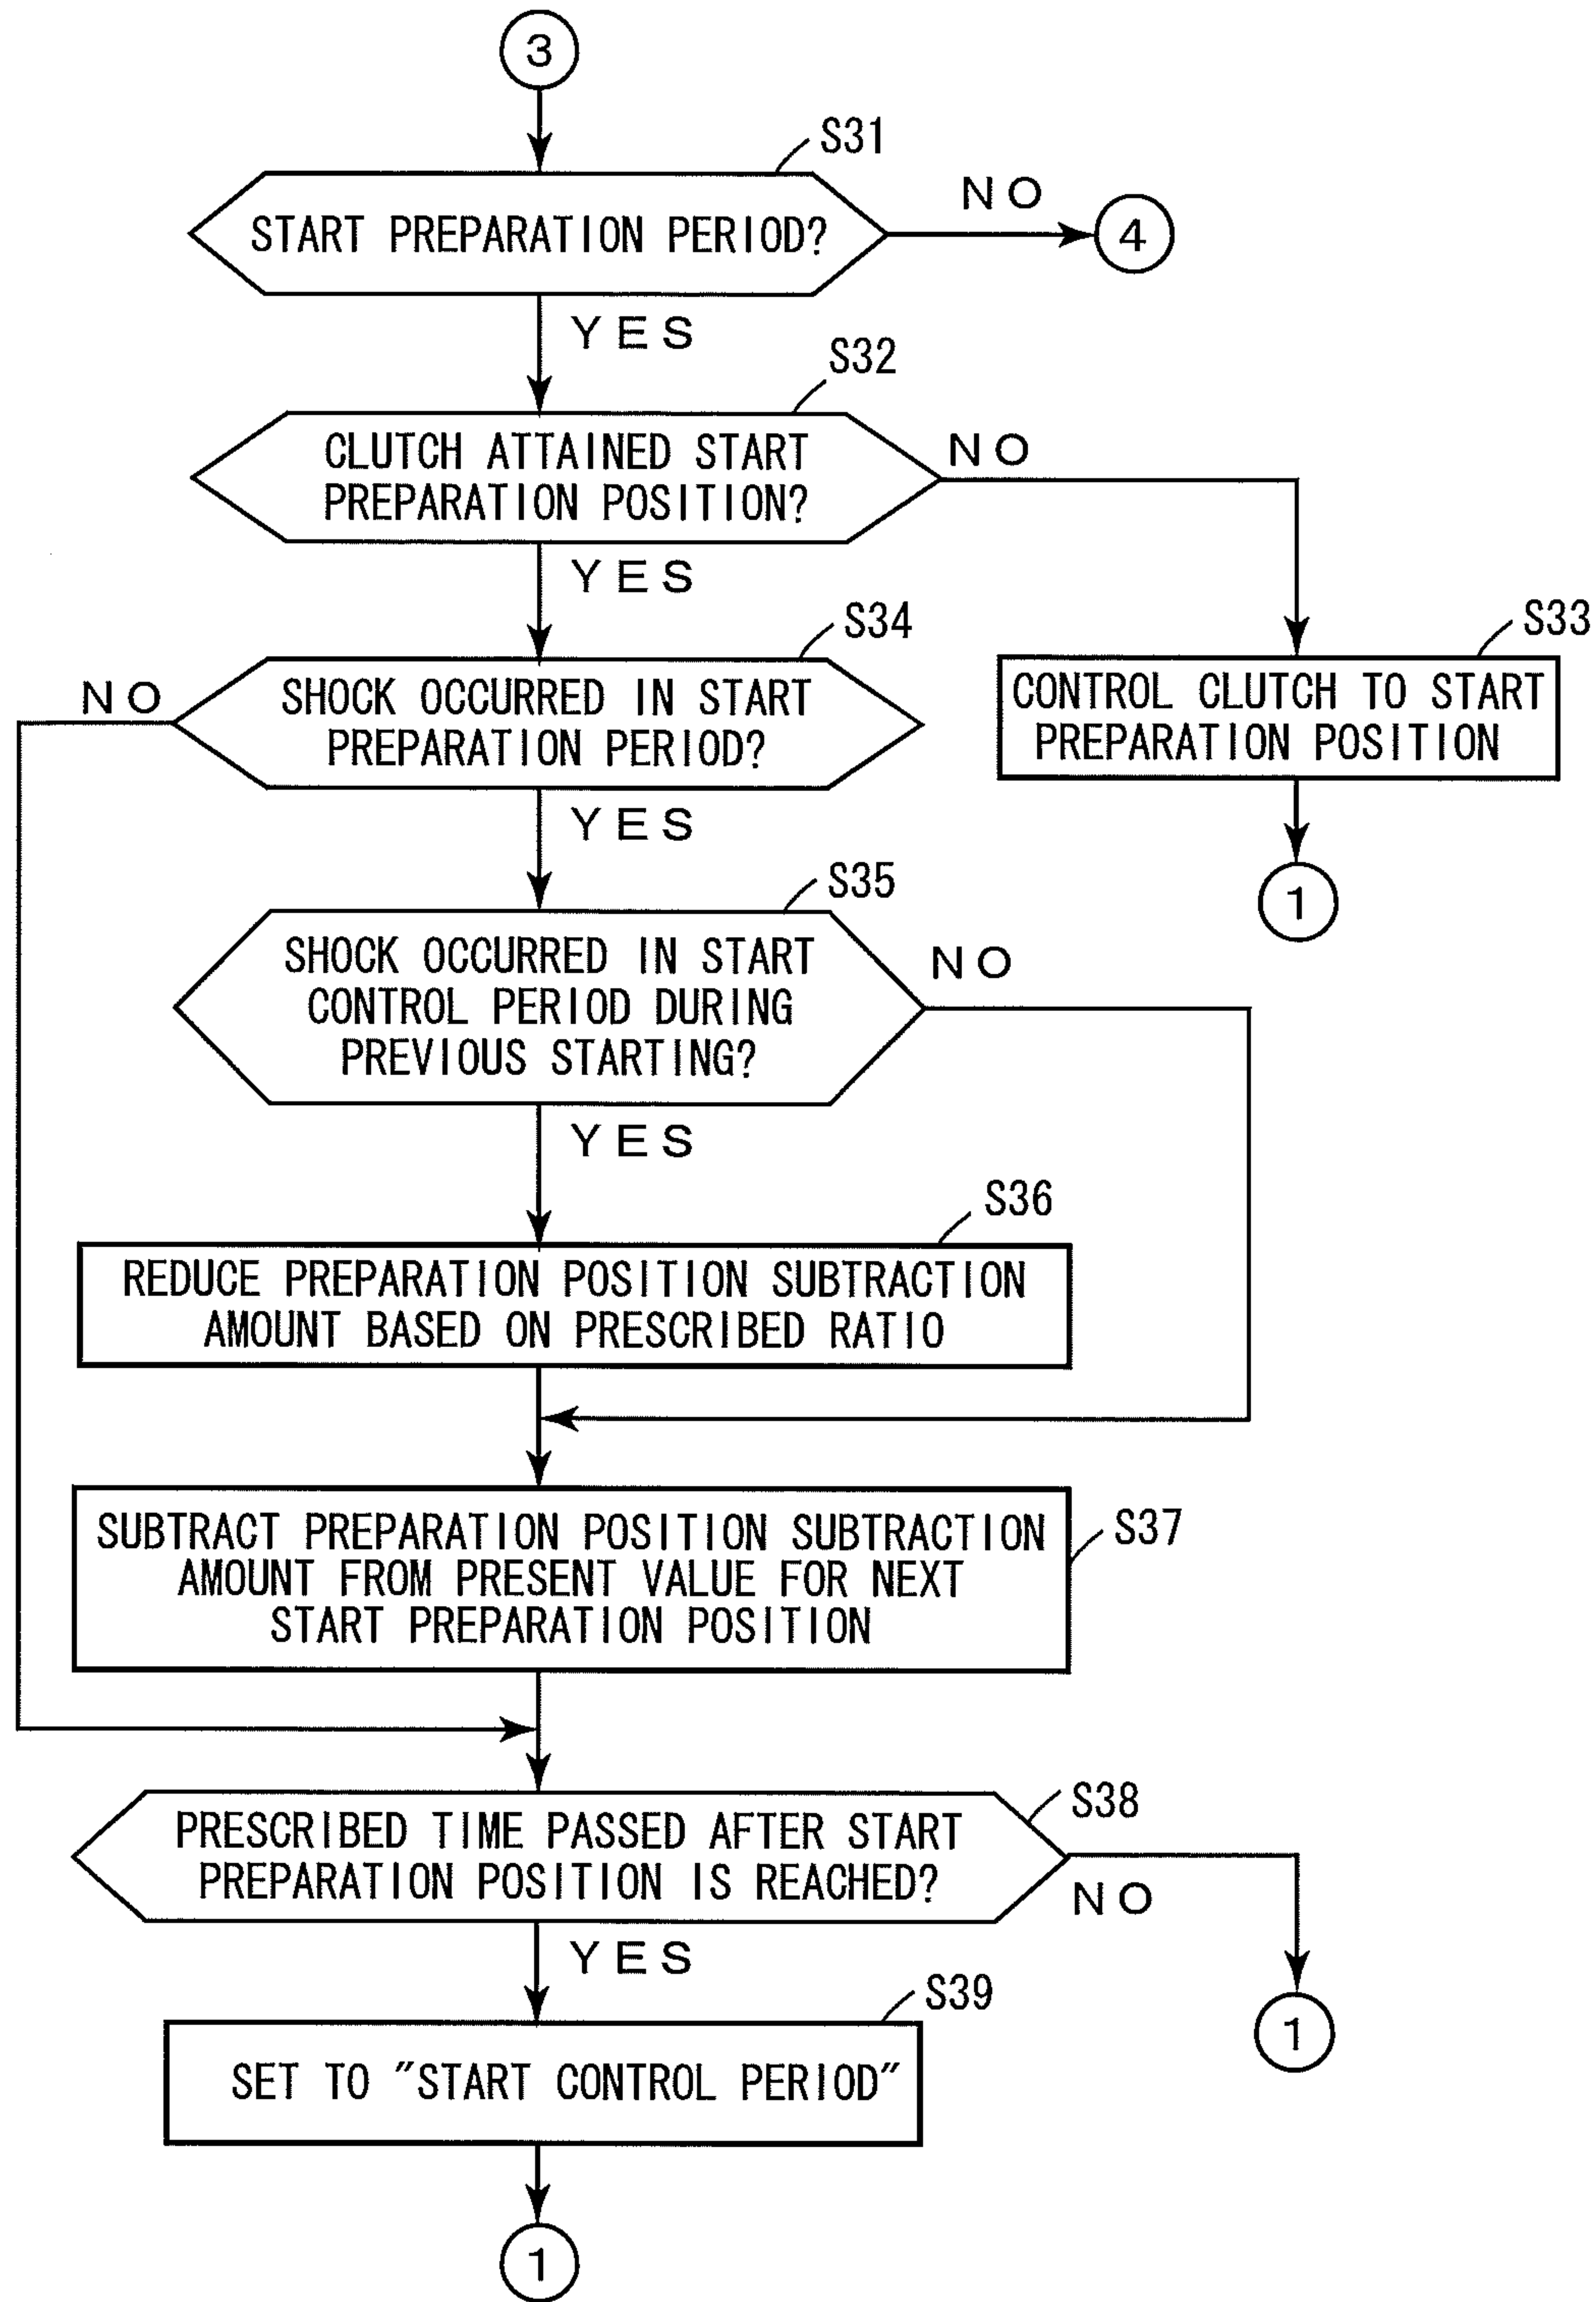 3
S31
START PREPARATION PERIOD?
NO
4
YES
S32
CLUTCH ATTAINED START
PREPARATION POSITION?
NO
YES
S33
CONTROL CLUTCH TO START
PREPARATION POSITION
1
S34
SHOCK OCCURRED IN START
PREPARATION PERIOD?
NO
YES
S35
SHOCK OCCURRED IN START
CONTROL PERIOD DURING
PREVIOUS STARTING?
NO
YES
S36
REDUCE PREPARATION POSITION SUBTRACTION
AMOUNT BASED ON PRESCRIBED RATIO
S37
SUBTRACT PREPARATION POSITION SUBTRACTION
AMOUNT FROM PRESENT VALUE FOR NEXT
START PREPARATION POSITION
S38
PRESCRIBED TIME PASSED AFTER START
PREPARATION POSITION IS REACHED?
NO
1
YES
S39
SET TO "START CONTROL PERIOD"
1